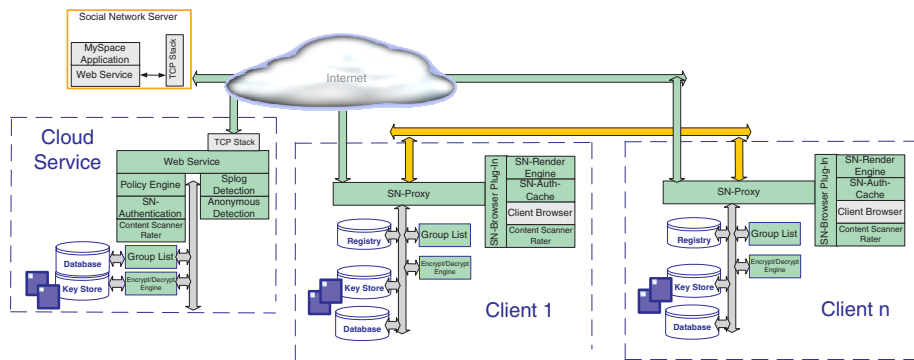 Social Network Server
MySpace
Application
Web Service
TCP Stack
Internet
Cloud
Service
TCP Stack
Web Service
Policy Engine
Splog
Detection
SN-
Authentication
Anonymous
Detection
Content Scanner
Rater
Database
Group List
Key Store
Encrypt/Decrypt
Engine
SN-Proxy
SN-Browser Plug-In
SN-Render
Engine
SN-Auth-
Cache
Client Browser
Content Scanner
Rater
Registry
Group List
Encrypt/Decrypt
Engine
Key Store
Database
Client 1
SN-Proxy
SN-Browser Plug-In
SN-Render
Engine
SN-Auth-
Cache
Client Browser
Content Scanner
Rater
Registry
Group List
Encrypt/Decrypt
Engine
Key Store
Database
Client n